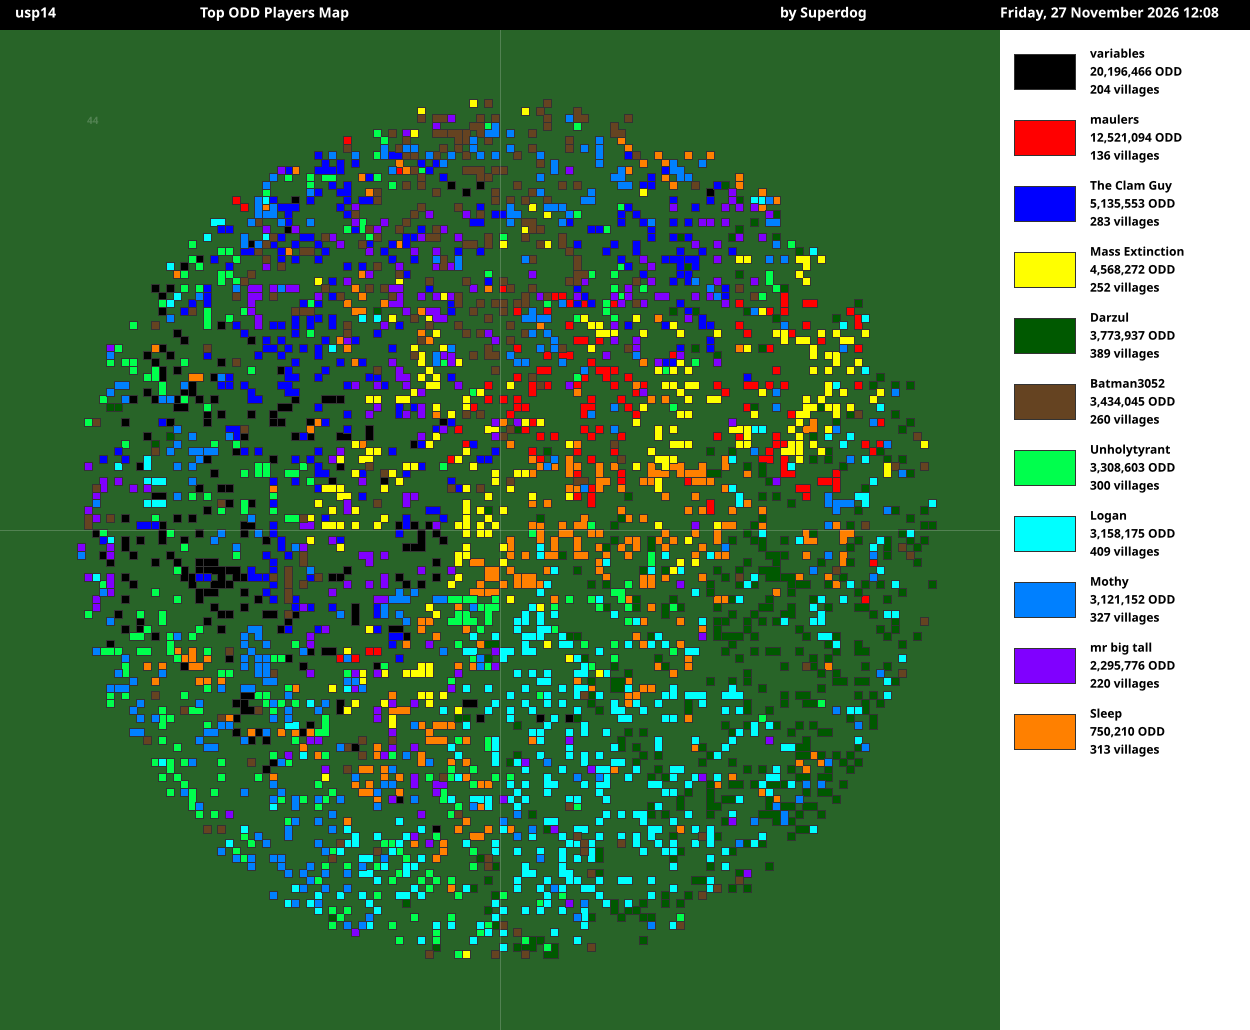 usp14 Top ODD Players Map by Superdog Friday, 27 November 2026 12:08
44
variables
20,196,466 ODD
204 villages
maulers
12,521,094 ODD
136 villages
The Clam Guy
5,135,553 ODD
283 villages
Mass Extinction
4,568,272 ODD
252 villages
Darzul
3,773,937 ODD
389 villages
Batman3052
3,434,045 ODD
260 villages
Unholytyrant
3,308,603 ODD
300 villages
Logan
3,158,175 ODD
409 villages
Mothy
3,121,152 ODD
327 villages
mr big tall
2,295,776 ODD
220 villages
Sleep
750,210 ODD
313 villages